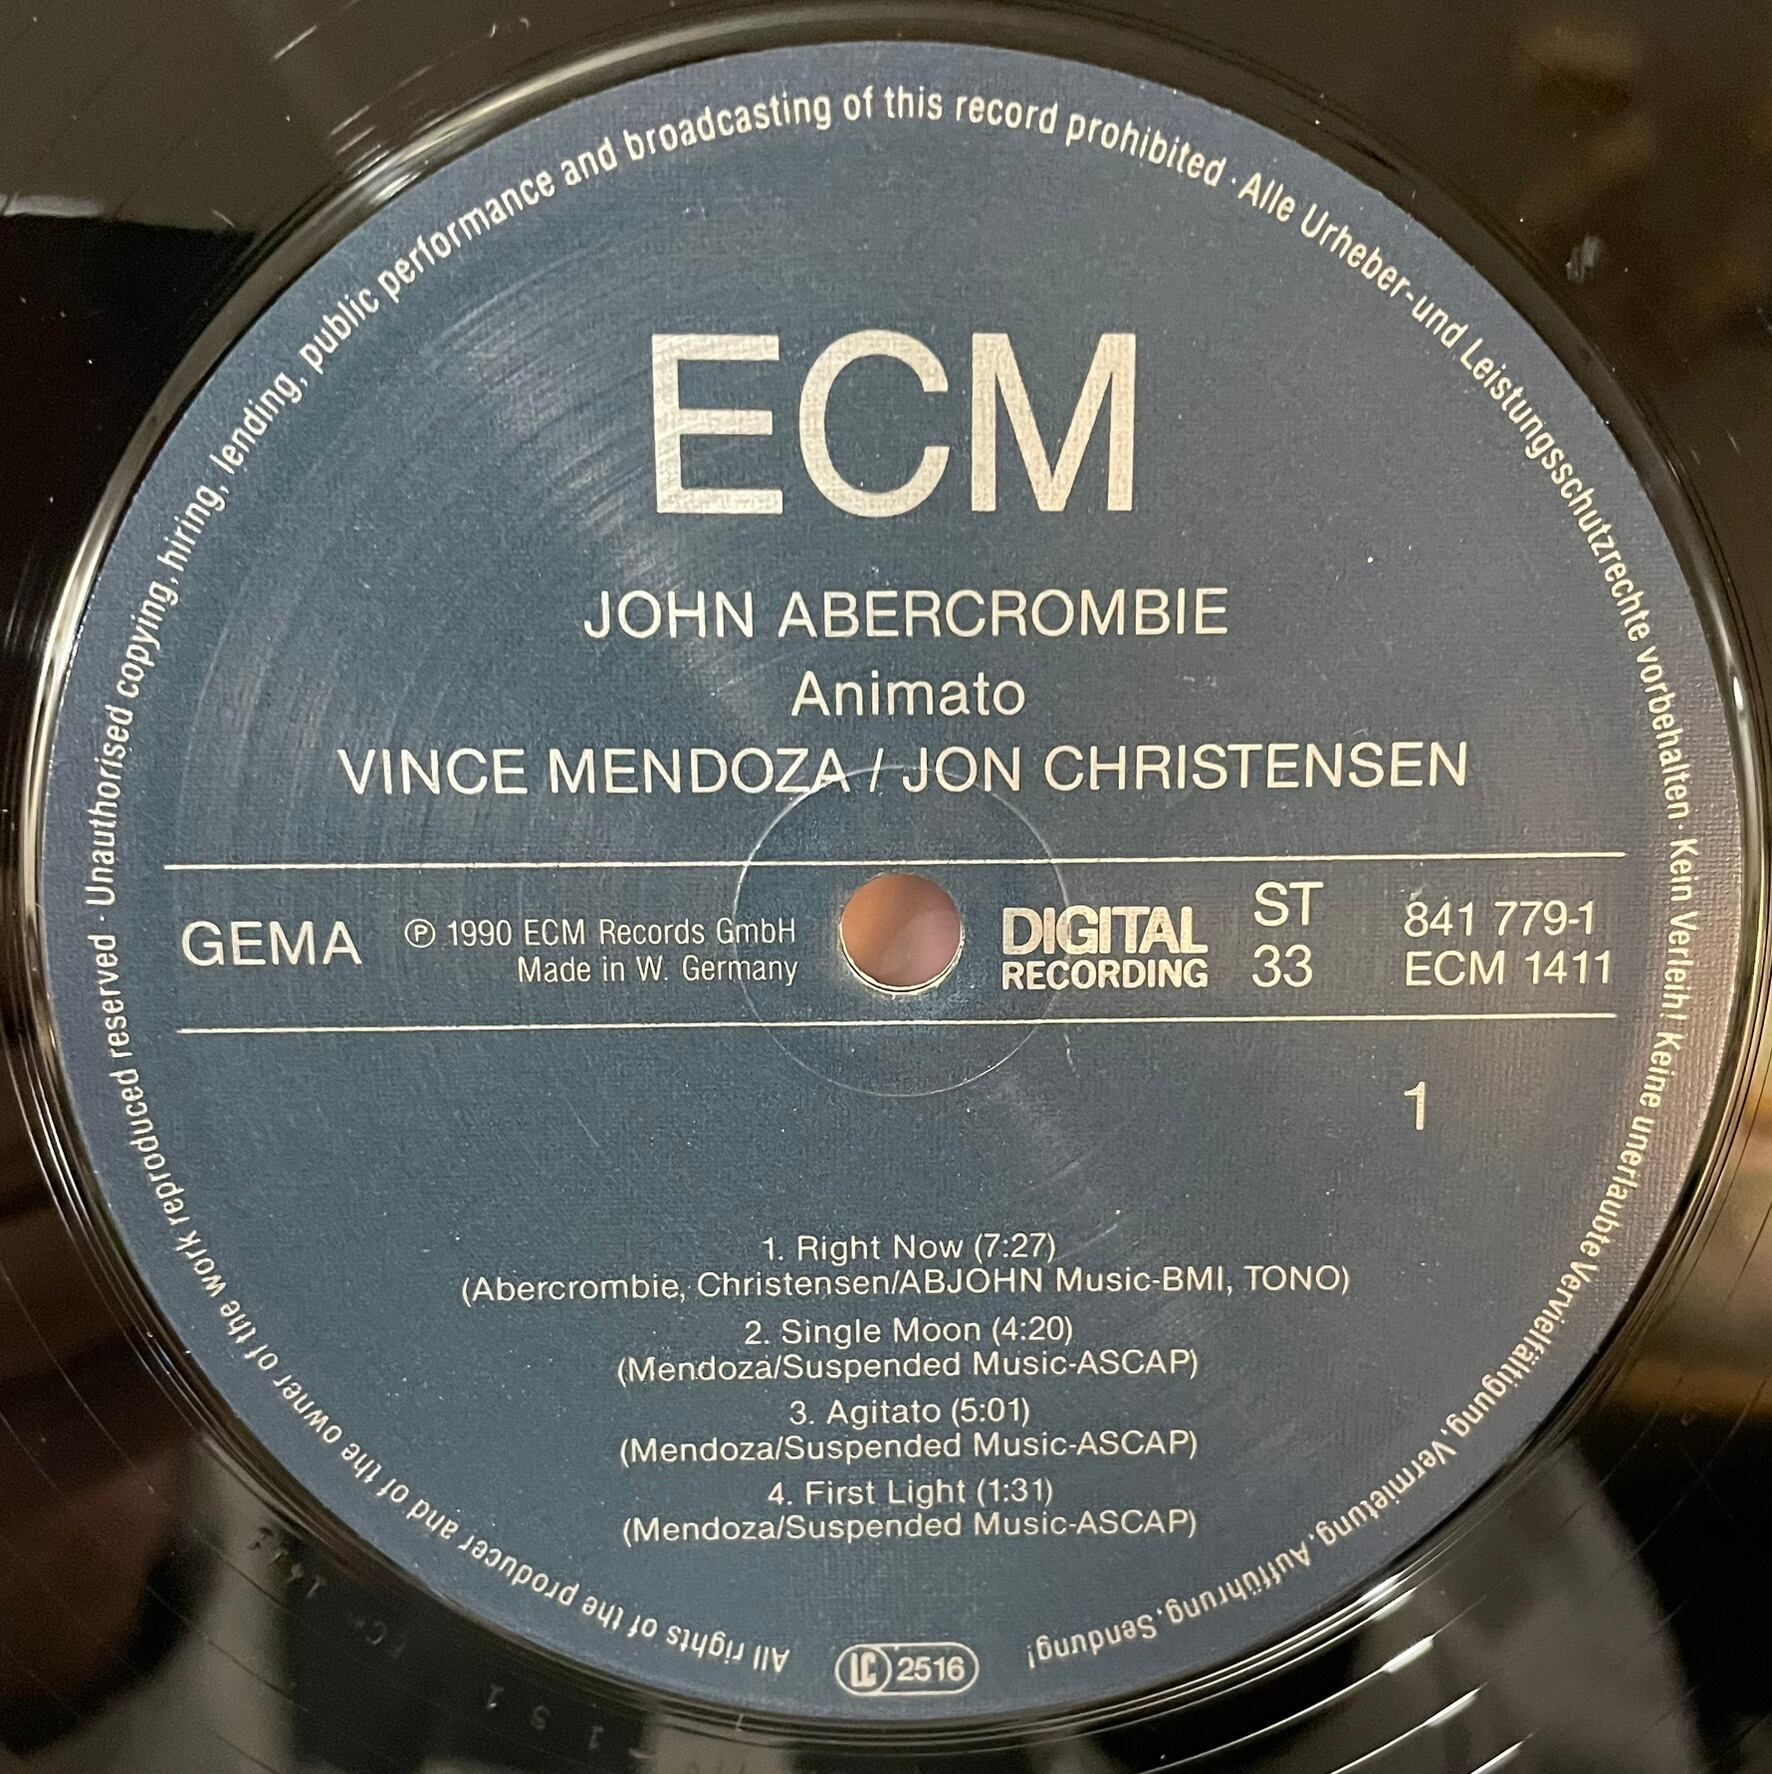 All rights of the producer and of the owner of the work reproduced reserved · Unauthorised copying, hiring, lending, public performance and broadcasting of this record prohibited · Alle Urheber-und Leistungsschutzrechte vorbehalten · Kein Verleih! Keine unerlaubte Vervielfältigung, Vermietung, Aufführung, Sendung!
ECM
JOHN ABERCROMBIE
Animato
VINCE MENDOZA / JON CHRISTENSEN
GEMA
℗ 1990 ECM Records GmbH
Made in W. Germany
DIGITAL
RECORDING
ST
33
841 779-1
ECM 1411
1
1. Right Now (7:27)
(Abercrombie, Christensen/ABJOHN Music-BMI, TONO)
2. Single Moon (4:20)
(Mendoza/Suspended Music-ASCAP)
3. Agitato (5:01)
(Mendoza/Suspended Music-ASCAP)
4. First Light (1:31)
(Mendoza/Suspended Music-ASCAP)
LC 2516